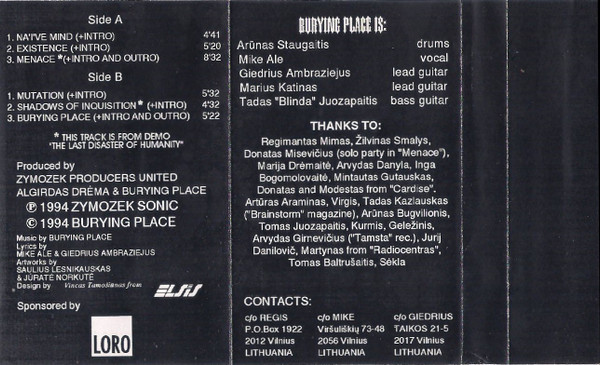 Side A
1. NA'I'VE MIND (+INTRO) 4'41
2. EXISTENCE (+INTRO) 5'20
3. MENACE *(+INTRO AND OUTRO) 8'32
Side B
1. MUTATION (+INTRO) 5'32
2. SHADOWS OF INQUISITION * (+INTRO) 4'32
3. BURYING PLACE (+INTRO AND OUTRO) 5'22
* THIS TRACK IS FROM DEMO
"THE LAST DISASTER OF HUMANITY"
Produced by
ZYMOZEK PRODUCERS UNITED
ALGIRDAS DRĖMA & BURYING PLACE
℗ 1994 ZYMOZEK SONIC
© 1994 BURYING PLACE
Music by BURYING PLACE
Lyrics by
MIKE ALE & GIEDRIUS AMBRAZIEJUS
Artworks by
SAULIUS LESNIKAUSKAS
& JŪRATĖ NORKUTĖ
Design by Vincas Tamošiūnas from ELSIS
Sponsored by
LORO
BURYING PLACE IS:
Arūnas Staugaitis drums
Mike Ale vocal
Giedrius Ambraziejus lead guitar
Marius Katinas lead guitar
Tadas "Blinda" Juozapaitis bass guitar
THANKS TO:
Regimantas Mimas, Žilvinas Smalys,
Donatas Misevičius (solo party in "Menace"),
Marija Drėmaitė, Arvydas Danyla, Inga
Bogomolovaitė, Mintautas Gutauskas,
Donatas and Modestas from "Cardise".
Artūras Araminas, Virgis, Tadas Kazlauskas
("Brainstorm" magazine), Arūnas Bugvilionis,
Tomas Juozapaitis, Kurmis, Geležinis,
Arvydas Girnevičius ("Tamsta" rec.), Jurij
Danilovič, Martynas from "Radiocentras",
Tomas Baltrušaitis, Sėkla
CONTACTS:
c/o REGIS c/o MIKE c/o GIEDRIUS
P.O.Box 1922 Viršuliškių 73-48 TAIKOS 21-5
2012 Vilnius 2056 Vilnius 2017 Vilnius
LITHUANIA LITHUANIA LITHUANIA